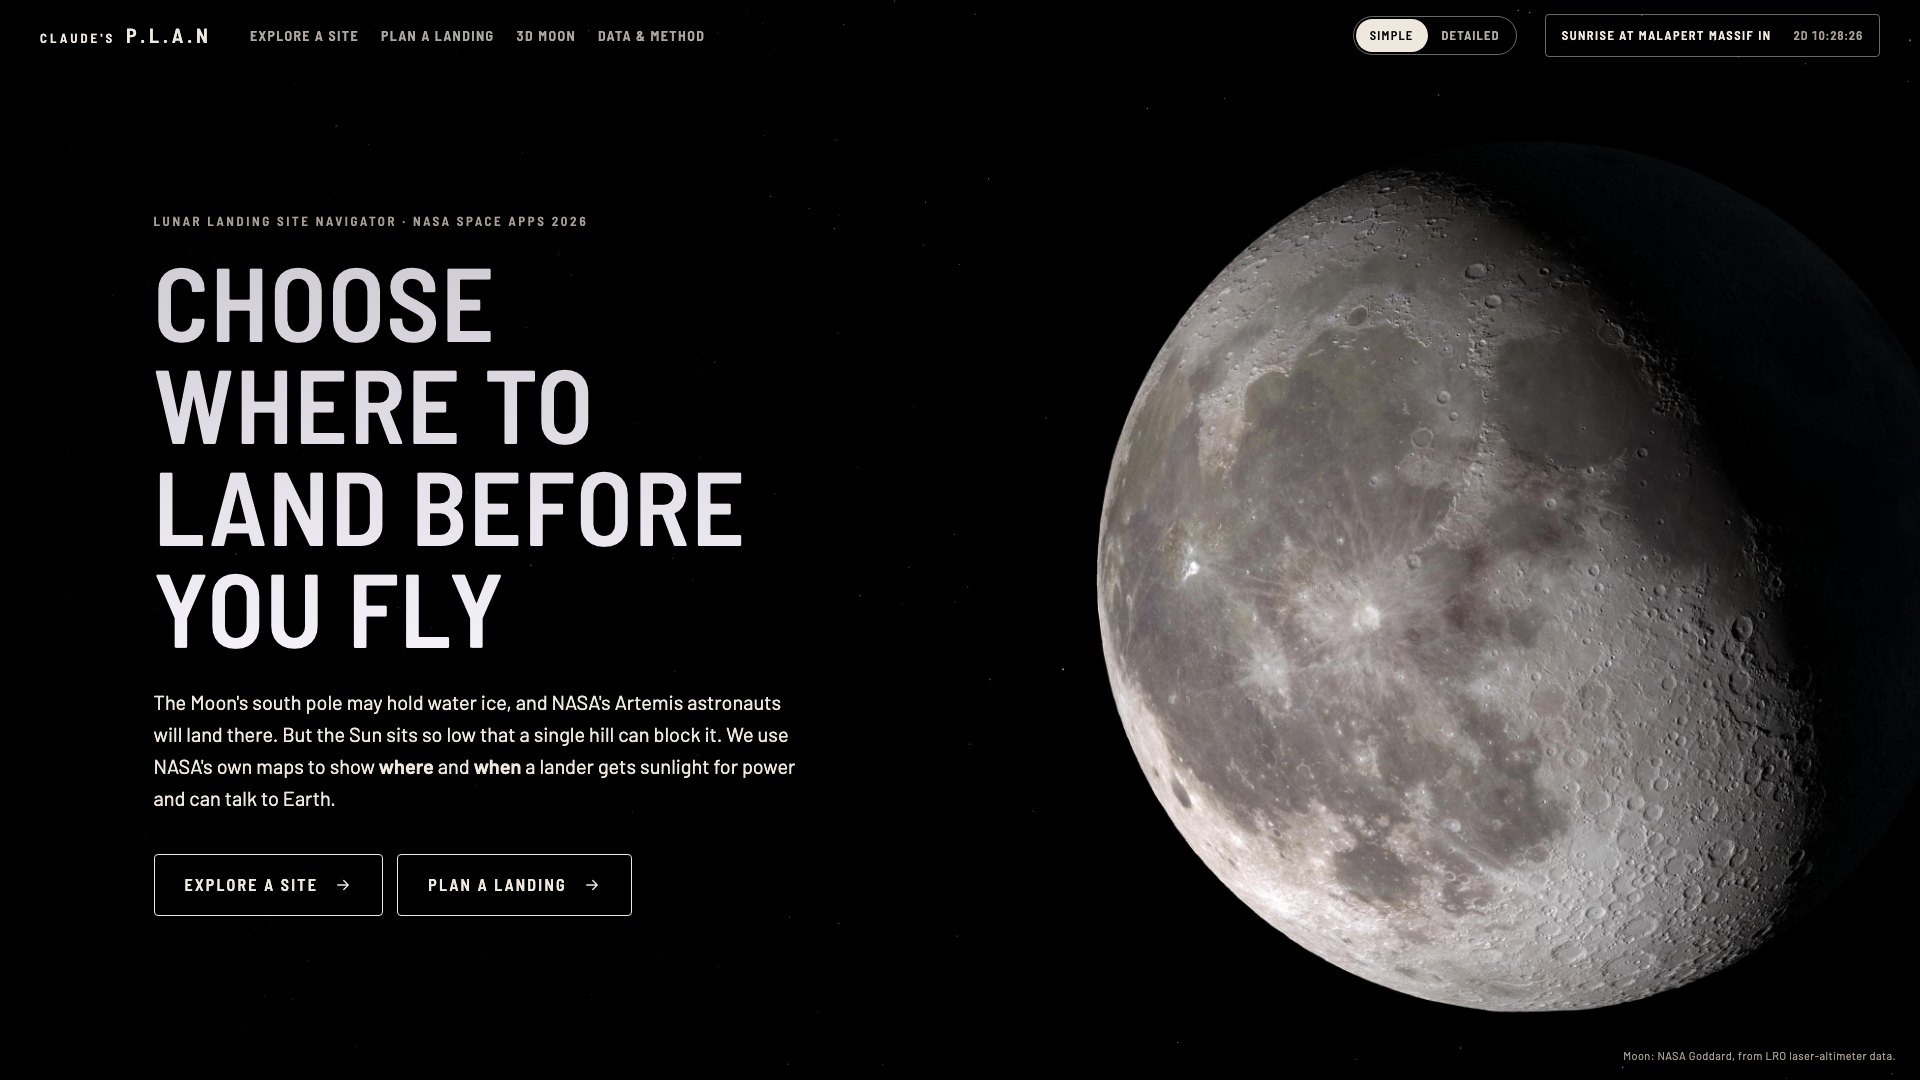 CLAUDE'S P.L.A.N
EXPLORE A SITE
PLAN A LANDING
3D MOON
DATA & METHOD
SIMPLE
DETAILED
SUNRISE AT MALAPERT MASSIF IN 2D 10:28:26
LUNAR LANDING SITE NAVIGATOR · NASA SPACE APPS 2026
CHOOSE
WHERE TO
LAND BEFORE
YOU FLY
The Moon's south pole may hold water ice, and NASA's Artemis astronauts
will land there. But the Sun sits so low that a single hill can block it. We use
NASA's own maps to show where and when a lander gets sunlight for power
and can talk to Earth.
EXPLORE A SITE →
PLAN A LANDING →
Moon: NASA Goddard, from LRO laser-altimeter data.